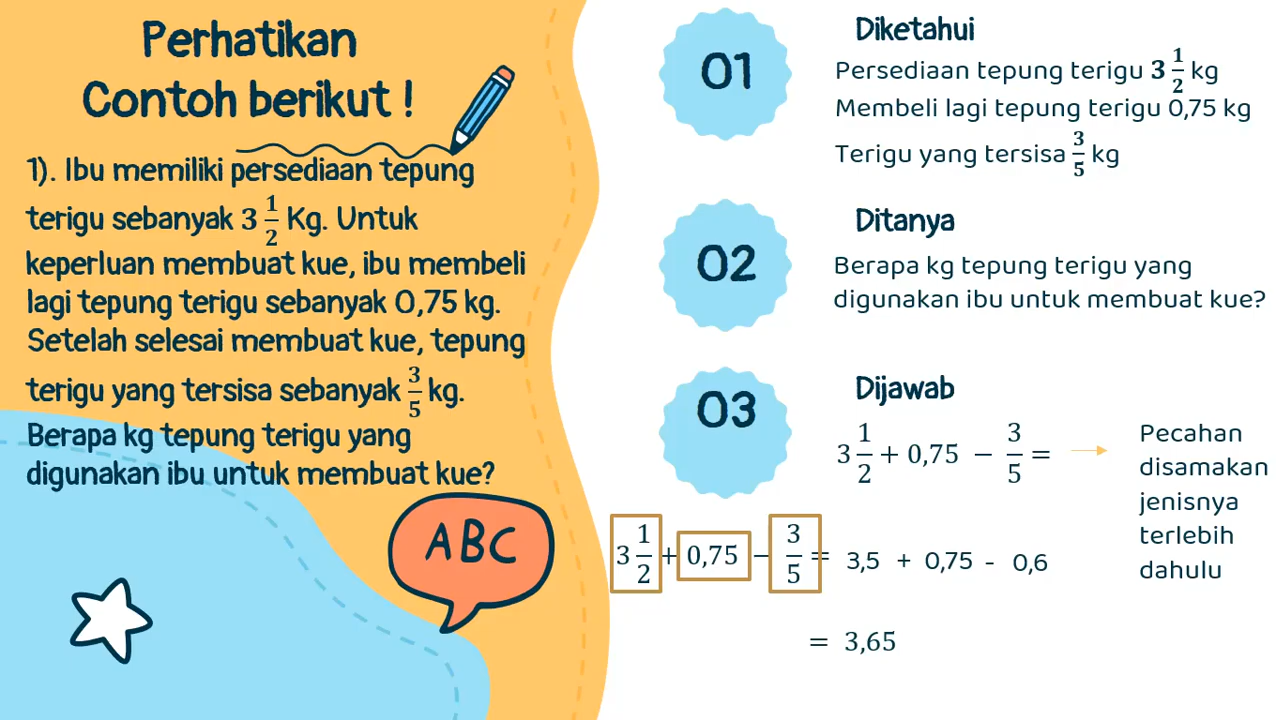 Perhatikan
Contoh berikut !
1). Ibu memiliki persediaan tepung
terigu sebanyak 3 1/2 Kg. Untuk
keperluan membuat kue, ibu membeli
lagi tepung terigu sebanyak 0,75 kg.
Setelah selesai membuat kue, tepung
terigu yang tersisa sebanyak 3/5 kg.
Berapa kg tepung terigu yang
digunakan ibu untuk membuat kue?
ABC
01
Diketahui
Persediaan tepung terigu 3 1/2 kg
Membeli lagi tepung terigu 0,75 kg
Terigu yang tersisa 3/5 kg
02
Ditanya
Berapa kg tepung terigu yang
digunakan ibu untuk membuat kue?
03
Dijawab
3 1/2 + 0,75 − 3/5 =
Pecahan
disamakan
jenisnya
terlebih
dahulu
3 1/2 + 0,75 − 3/5 = 3,5 + 0,75 - 0,6
= 3,65